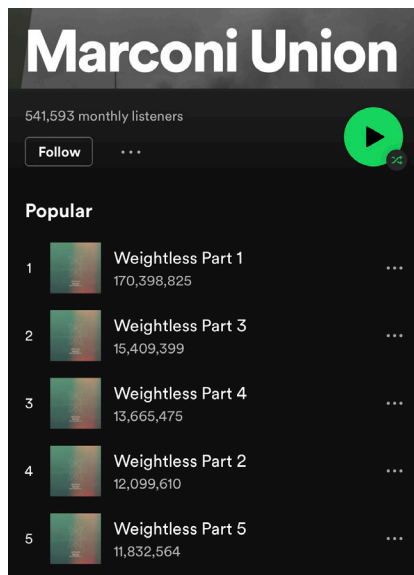 Marconi Union
541,593 monthly listeners
Follow
Popular
1
Weightless Part 1
170,398,825
2
Weightless Part 3
15,409,399
3
Weightless Part 4
13,665,475
4
Weightless Part 2
12,099,610
5
Weightless Part 5
11,832,564